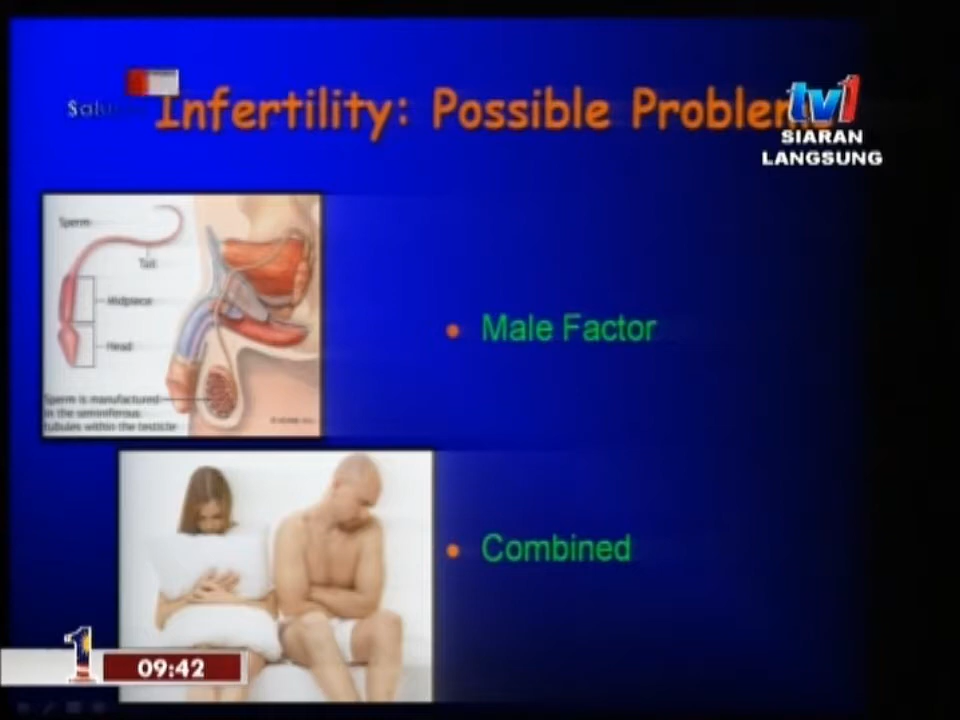 Infertility: Possible Problem
tv1
SIARAN
LANGSUNG
Sperm
Tail
Midpiece
Head
Sperm is manufactured
in the seminiferous
tubules within the testicle
Male Factor
Combined
1
09:42